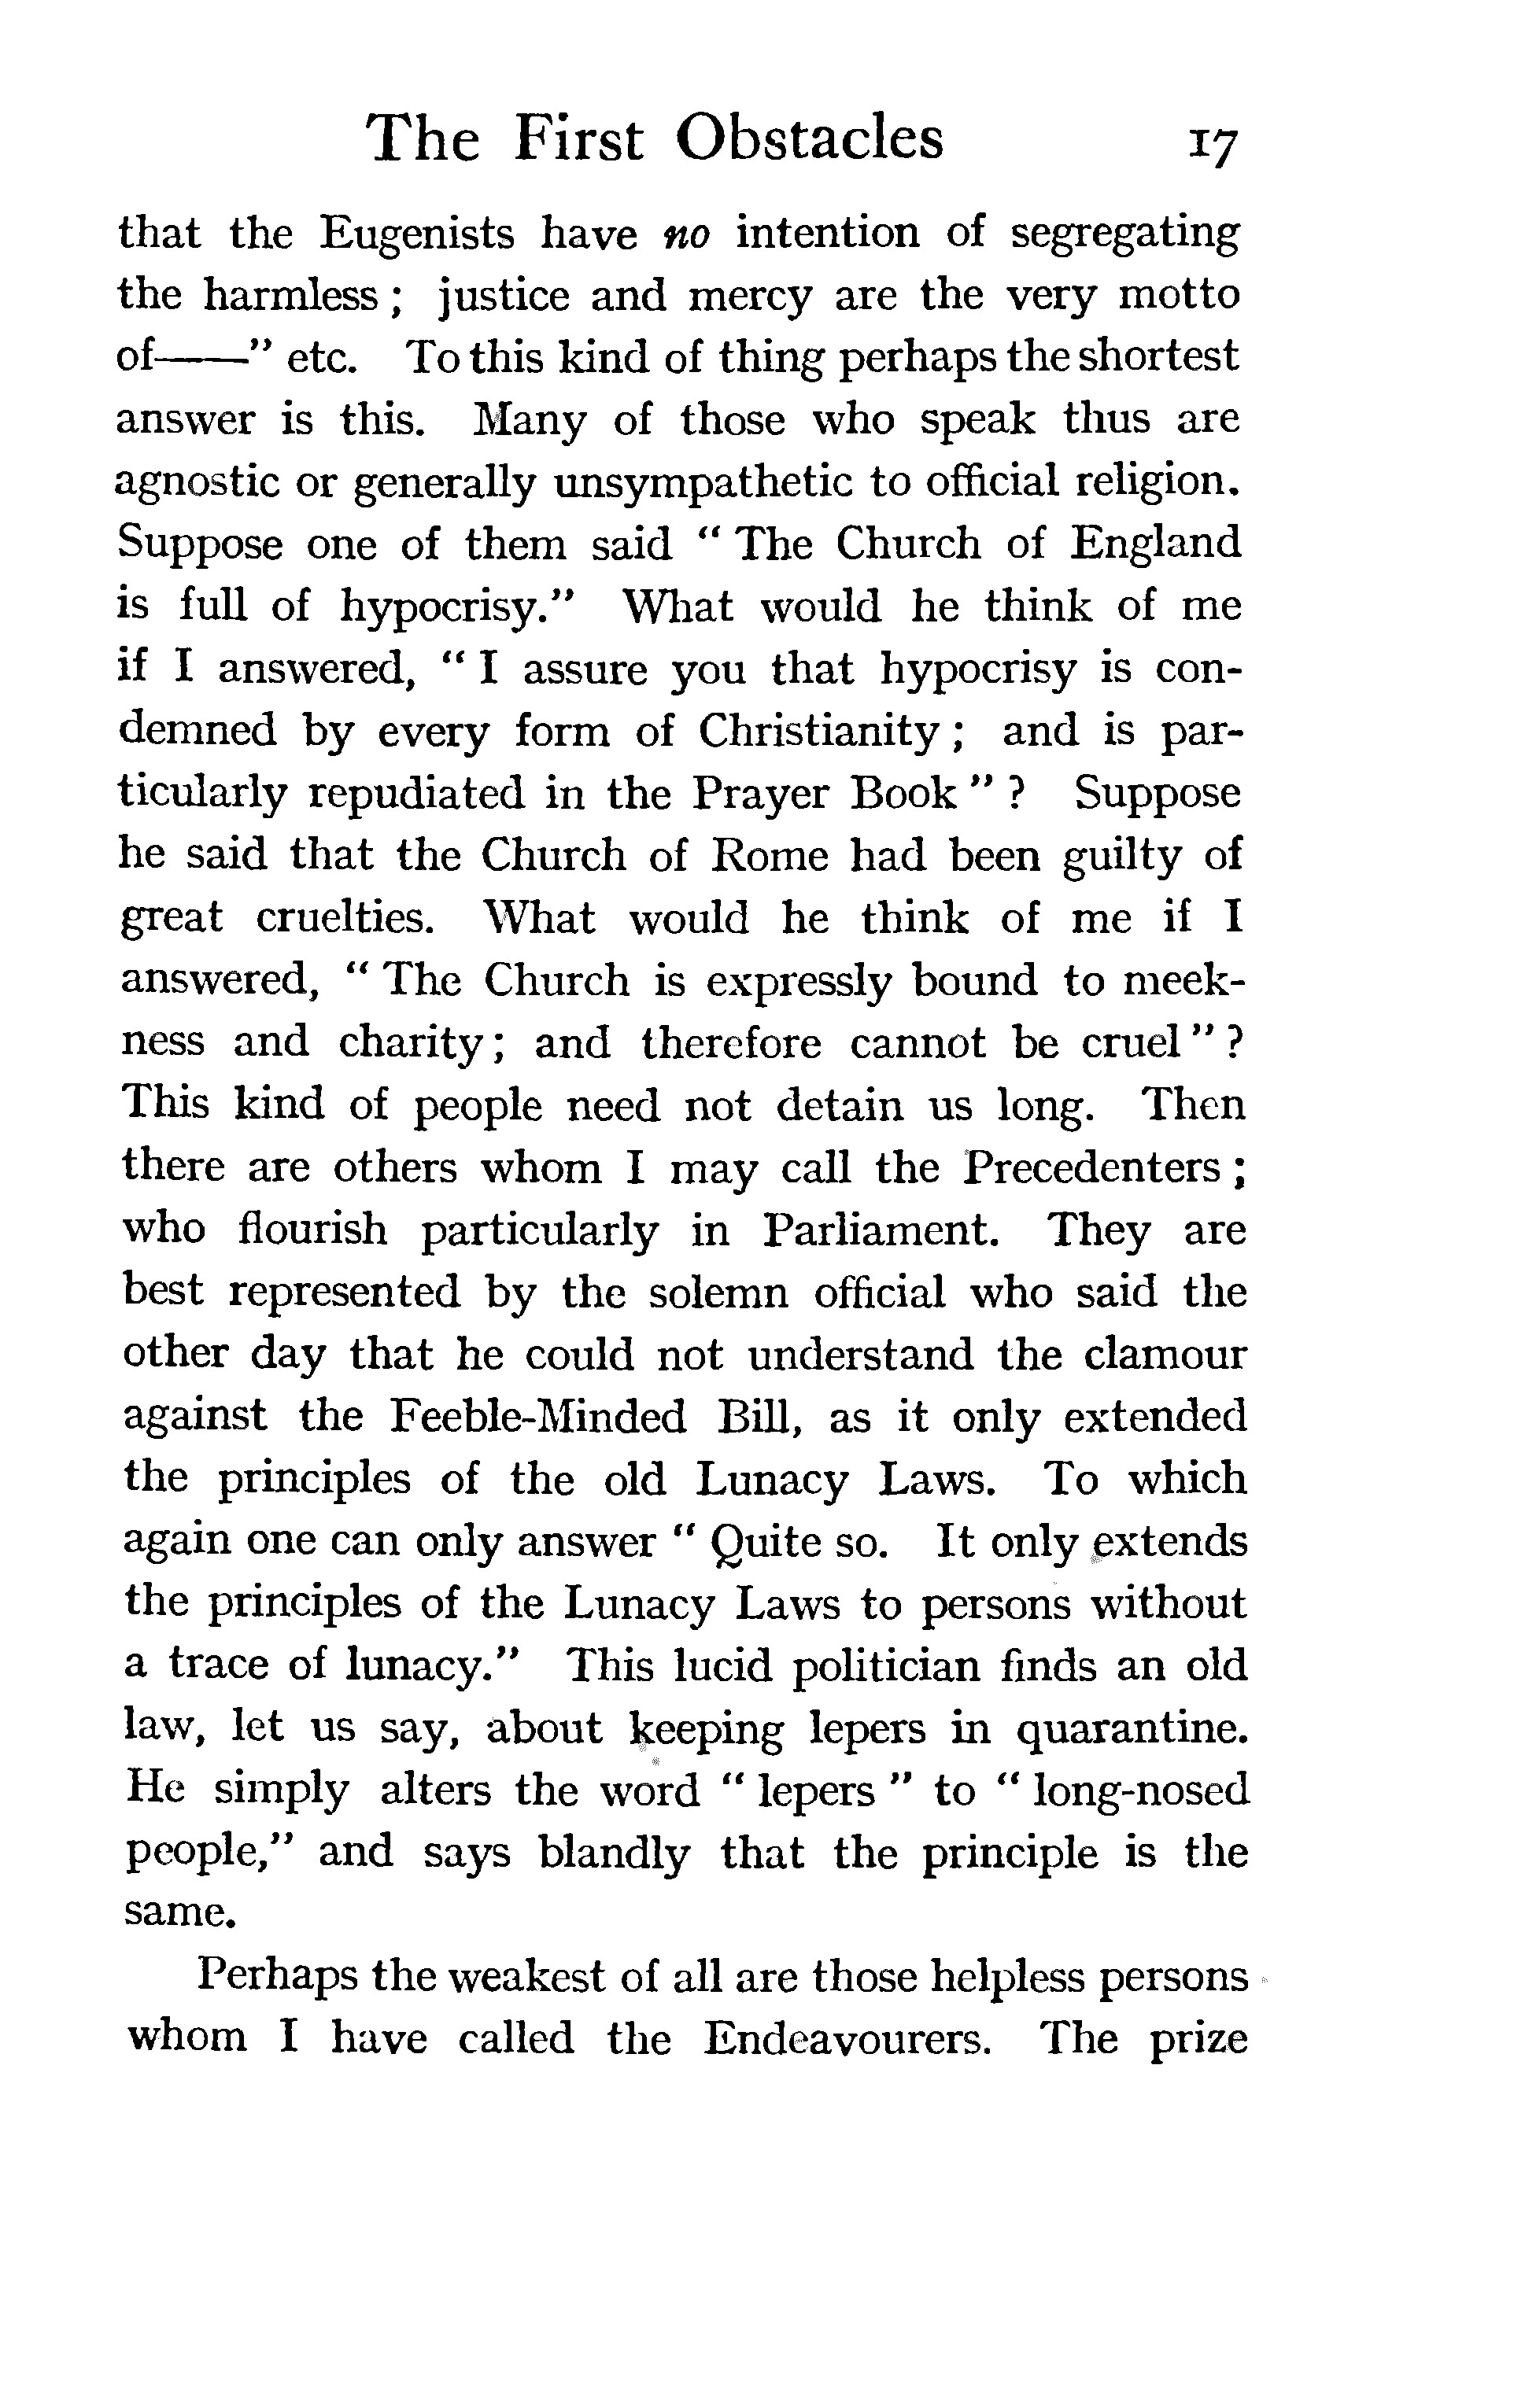 The First Obstacles 17
that the Eugenists have no intention of segregating
the harmless ; justice and mercy are the very motto
of——” etc. To this kind of thing perhaps the shortest
answer is this. Many of those who speak thus are
agnostic or generally unsympathetic to official religion.
Suppose one of them said “ The Church of England
is full of hypocrisy.” What would he think of me
if I answered, “ I assure you that hypocrisy is con-
demned by every form of Christianity ; and is par-
ticularly repudiated in the Prayer Book ” ? Suppose
he said that the Church of Rome had been guilty of
great cruelties. What would he think of me if I
answered, “ The Church is expressly bound to meek-
ness and charity ; and therefore cannot be cruel ” ?
This kind of people need not detain us long. Then
there are others whom I may call the Precedenters ;
who flourish particularly in Parliament. They are
best represented by the solemn official who said the
other day that he could not understand the clamour
against the Feeble-Minded Bill, as it only extended
the principles of the old Lunacy Laws. To which
again one can only answer “ Quite so. It only extends
the principles of the Lunacy Laws to persons without
a trace of lunacy.” This lucid politician finds an old
law, let us say, about keeping lepers in quarantine.
He simply alters the word “ lepers ” to “ long-nosed
people,” and says blandly that the principle is the
same.
Perhaps the weakest of all are those helpless persons
whom I have called the Endeavourers. The prize